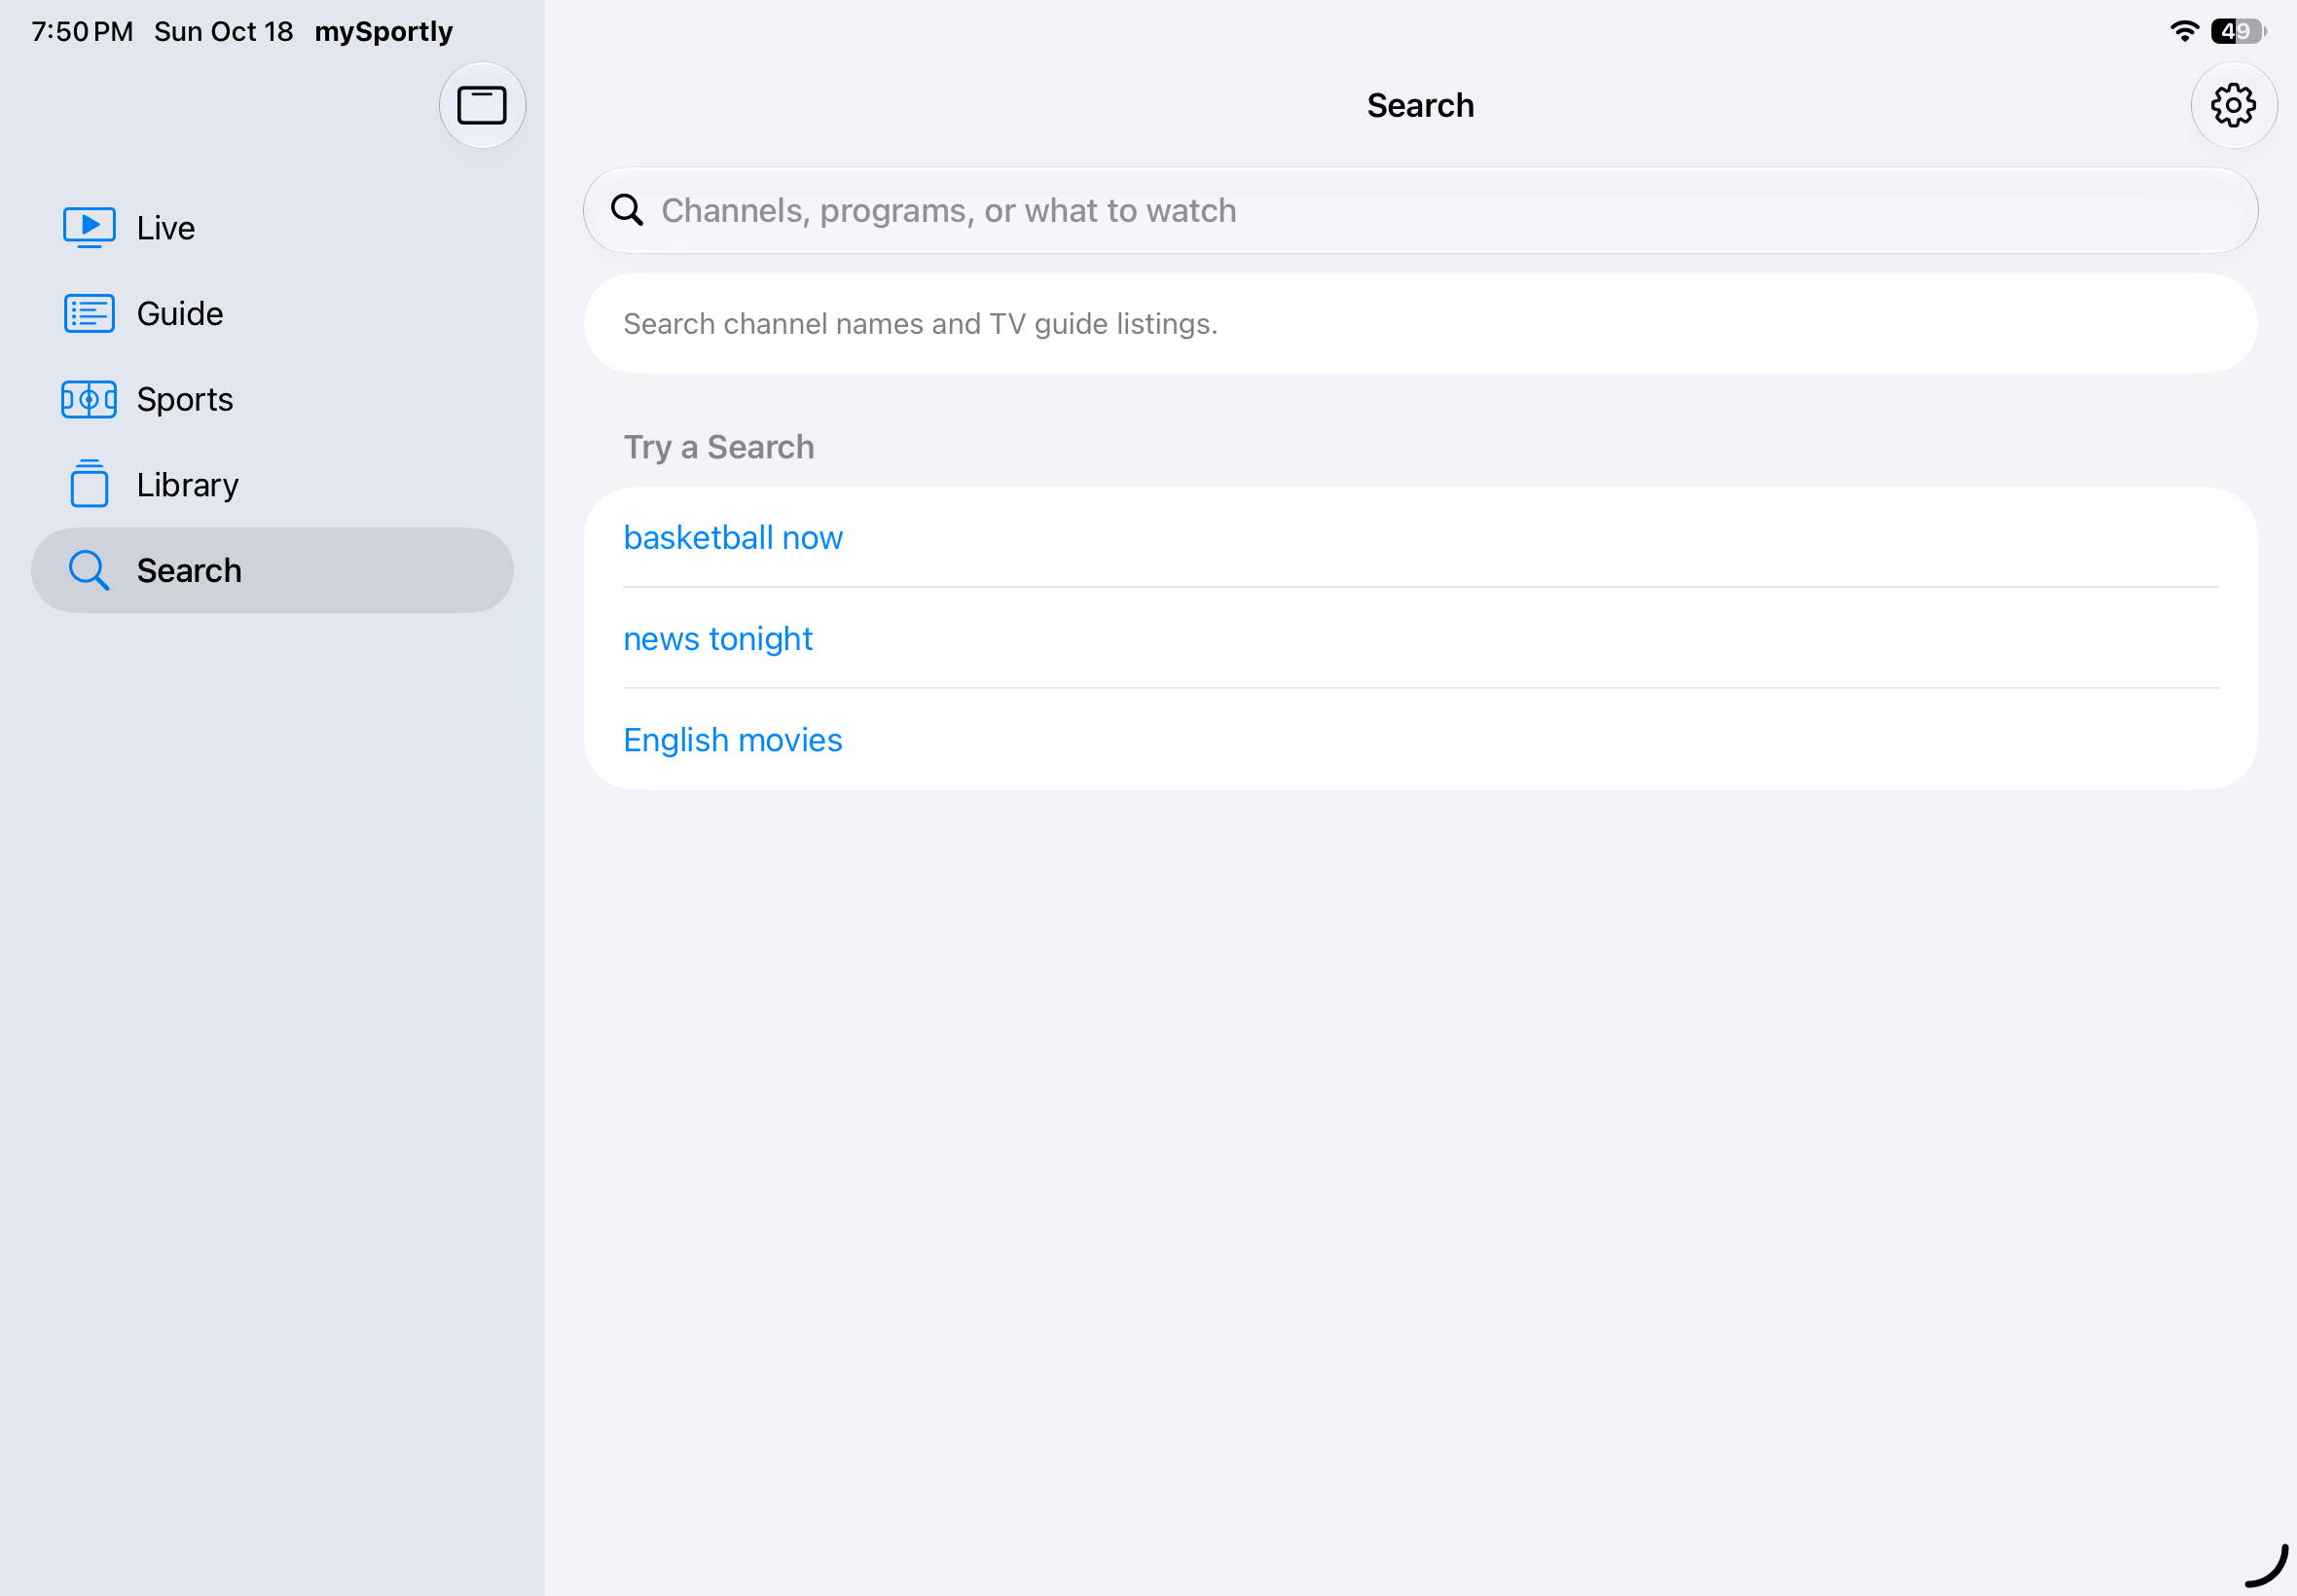 7:50 PM Sun Oct 18 mySportly
49
Search
Live
Guide
Sports
Library
Search
Channels, programs, or what to watch
Search channel names and TV guide listings.
Try a Search
basketball now
news tonight
English movies